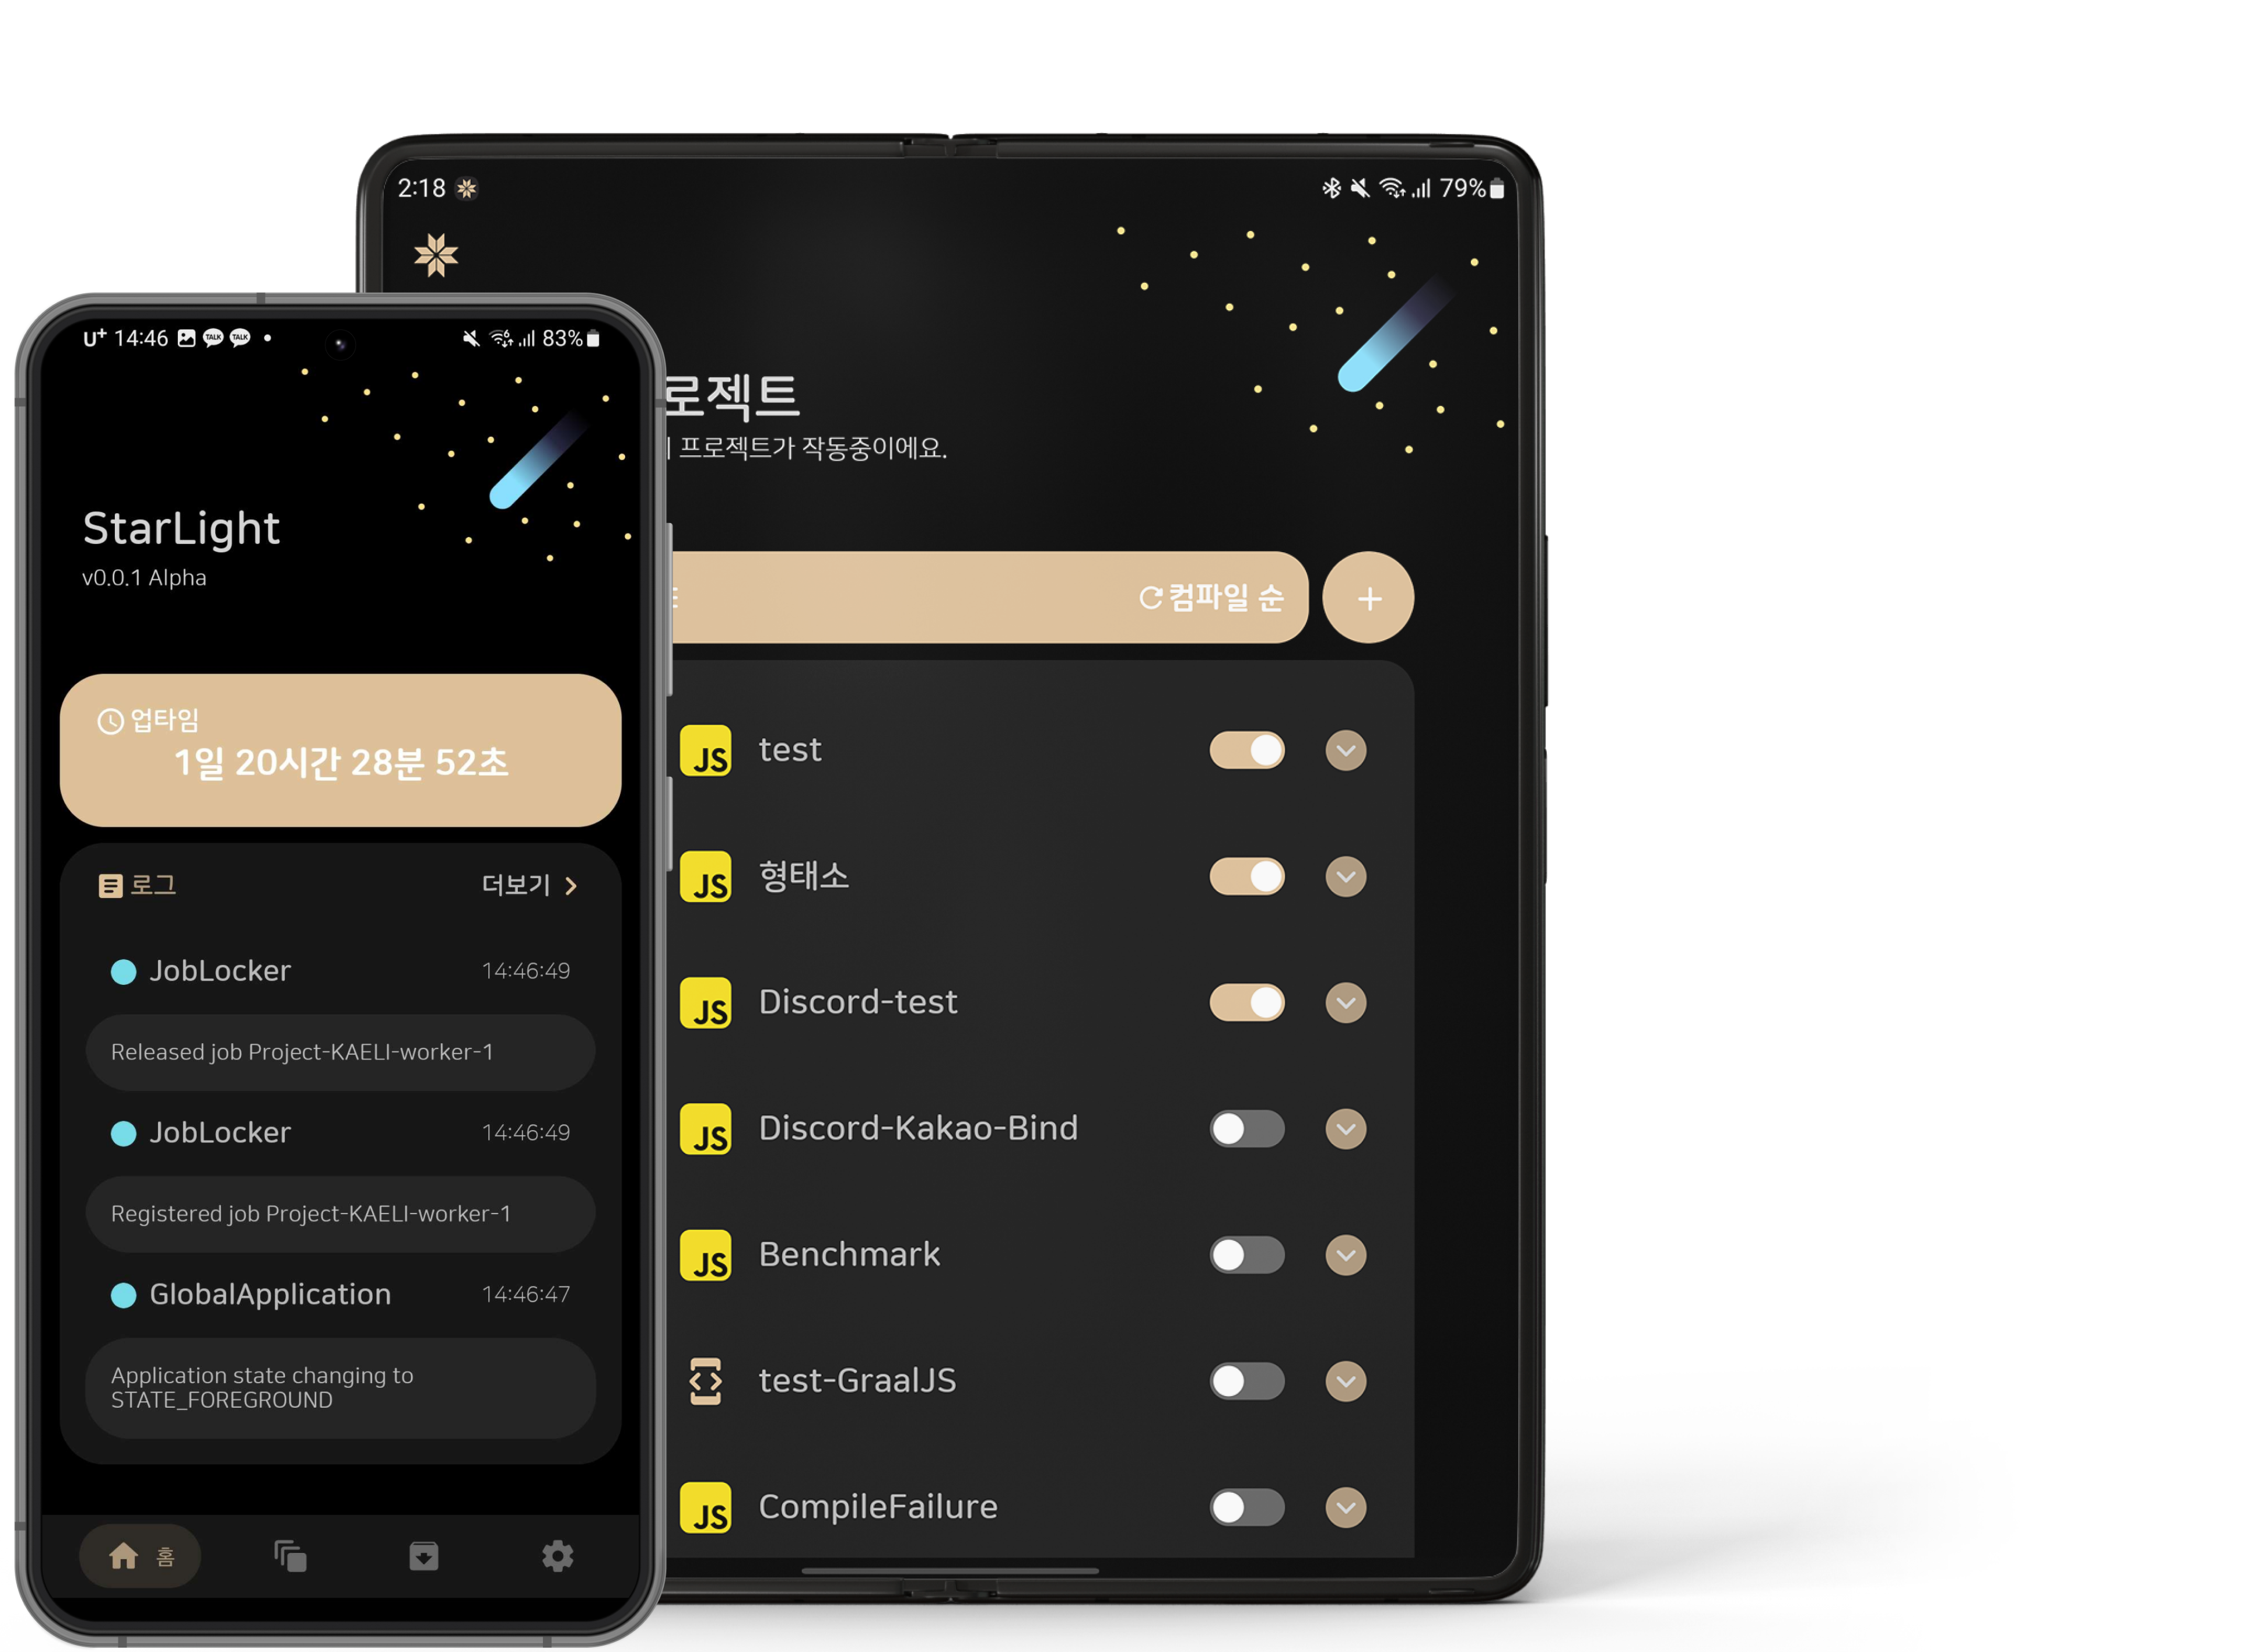 U+ 14:46 TALK TALK 83%
StarLight
v0.0.1 Alpha
업타임
1일 20시간 28분 52초
로그 더보기
JobLocker 14:46:49
Released job Project-KAELI-worker-1
JobLocker 14:46:49
Registered job Project-KAELI-worker-1
GlobalApplication 14:46:47
Application state changing to
STATE_FOREGROUND
홈
2:18 79%
로젝트
프로젝트가 작동중이에요.
컴파일 순
JS test
JS 형태소
JS Discord-test
JS Discord-Kakao-Bind
JS Benchmark
test-GraalJS
JS CompileFailure